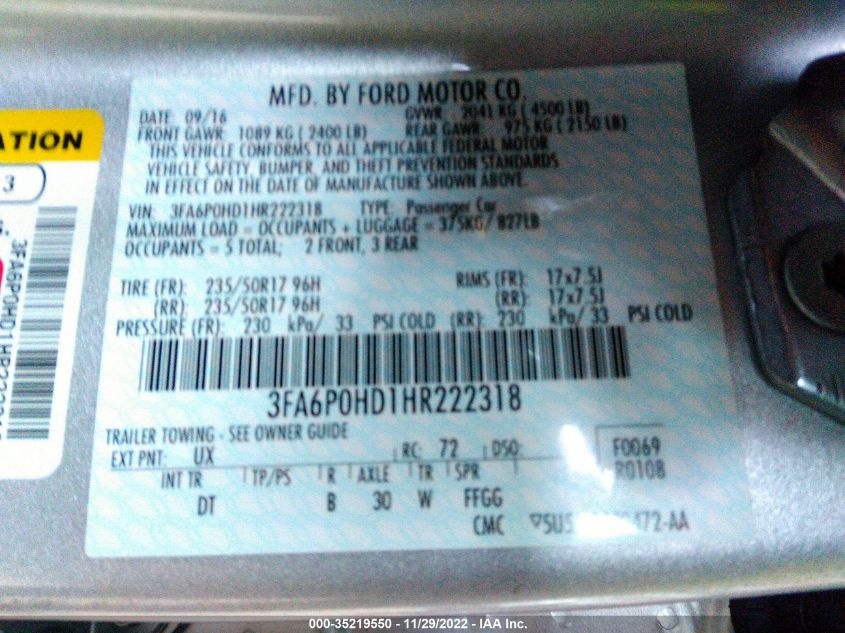 MFD. BY FORD MOTOR CO.
DATE: 09/16 GVWR: 2041 KG ( 4500 LB)
FRONT GAWR: 1089 KG ( 2400 LB) REAR GAWR: 975 KG ( 2150 LB)
THIS VEHICLE CONFORMS TO ALL APPLICABLE FEDERAL MOTOR
VEHICLE SAFETY, BUMPER, AND THEFT PREVENTION STANDARDS
IN EFFECT ON THE DATE OF MANUFACTURE SHOWN ABOVE.
VIN: 3FA6P0HD1HR222318 TYPE: Passenger Car
MAXIMUM LOAD = OCCUPANTS + LUGGAGE = 375KG/ 827LB
OCCUPANTS = 5 TOTAL; 2 FRONT, 3 REAR
TIRE (FR): 235/50R17 96H RIMS (FR): 17x7.5J
(RR): 235/50R17 96H (RR): 17x7.5J
PRESSURE (FR): 230 kPa/ 33 PSI COLD (RR): 230 kPa/ 33 PSI COLD
3FA6P0HD1HR222318
TRAILER TOWING - SEE OWNER GUIDE
EXT PNT: UX RC: 72 DSO: F0069
R0108
INT TR TP/PS R AXLE TR SPR
DT B 30 W FFGG
CMC
ATION
3
3FA6P0HD1HR
000-35219550 - 11/29/2022 - IAA Inc.